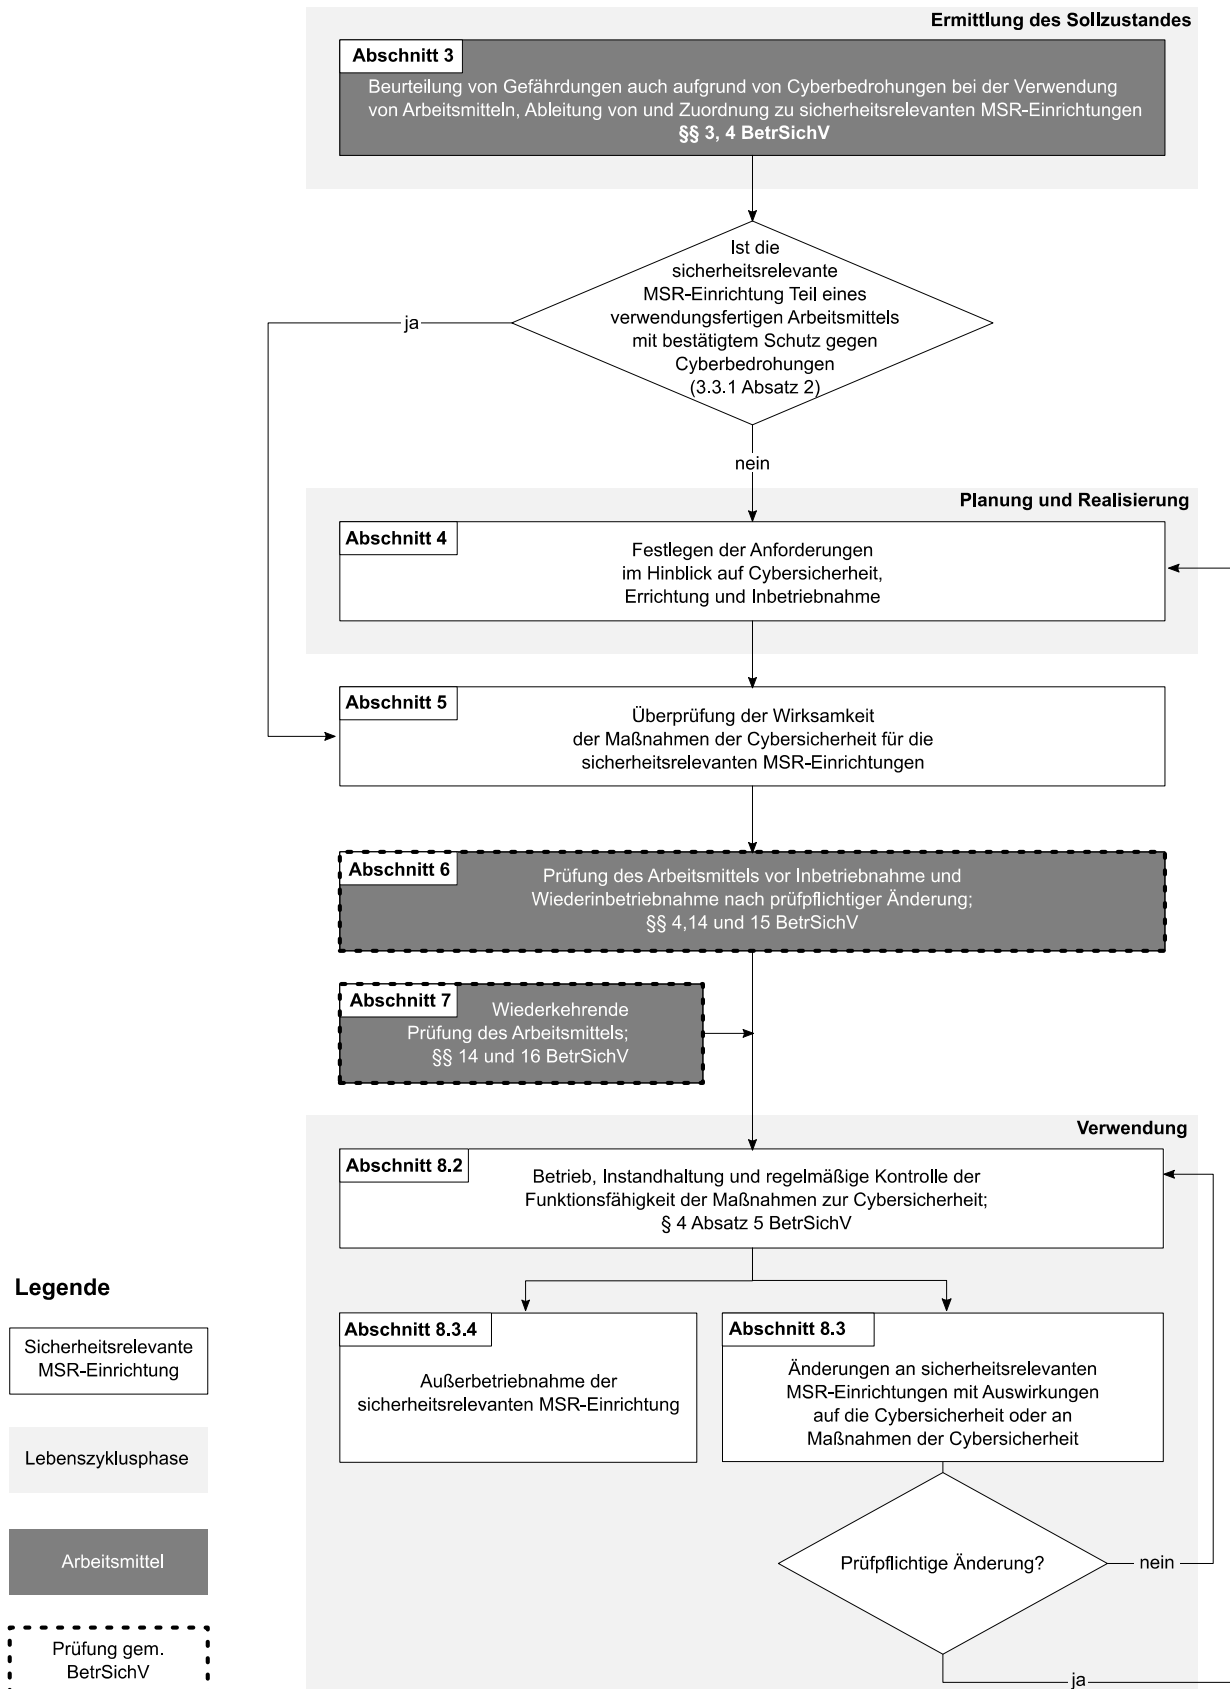 Ermittlung des Sollzustandes
Abschnitt 3
Beurteilung von Gefährdungen auch aufgrund von Cyberbedrohungen bei der Verwendung
von Arbeitsmitteln, Ableitung von und Zuordnung zu sicherheitsrelevanten MSR-Einrichtungen
§§ 3, 4 BetrSichV
Ist die
sicherheitsrelevante
MSR-Einrichtung Teil eines
verwendungsfertigen Arbeitsmittels
mit bestätigtem Schutz gegen
Cyberbedrohungen
(3.3.1 Absatz 2)
ja
nein
Planung und Realisierung
Abschnitt 4
Festlegen der Anforderungen
im Hinblick auf Cybersicherheit,
Errichtung und Inbetriebnahme
Abschnitt 5
Überprüfung der Wirksamkeit
der Maßnahmen der Cybersicherheit für die
sicherheitsrelevanten MSR-Einrichtungen
Abschnitt 6
Prüfung des Arbeitsmittels vor Inbetriebnahme und
Wiederinbetriebnahme nach prüfpflichtiger Änderung;
§§ 4,14 und 15 BetrSichV
Abschnitt 7
Wiederkehrende
Prüfung des Arbeitsmittels;
§§ 14 und 16 BetrSichV
Verwendung
Abschnitt 8.2
Betrieb, Instandhaltung und regelmäßige Kontrolle der
Funktionsfähigkeit der Maßnahmen zur Cybersicherheit;
§ 4 Absatz 5 BetrSichV
Abschnitt 8.3.4
Außerbetriebnahme der
sicherheitsrelevanten MSR-Einrichtung
Abschnitt 8.3
Änderungen an sicherheitsrelevanten
MSR-Einrichtungen mit Auswirkungen
auf die Cybersicherheit oder an
Maßnahmen der Cybersicherheit
Prüfpflichtige Änderung?
nein
ja
Legende
Sicherheitsrelevante
MSR-Einrichtung
Lebenszyklusphase
Arbeitsmittel
Prüfung gem.
BetrSichV